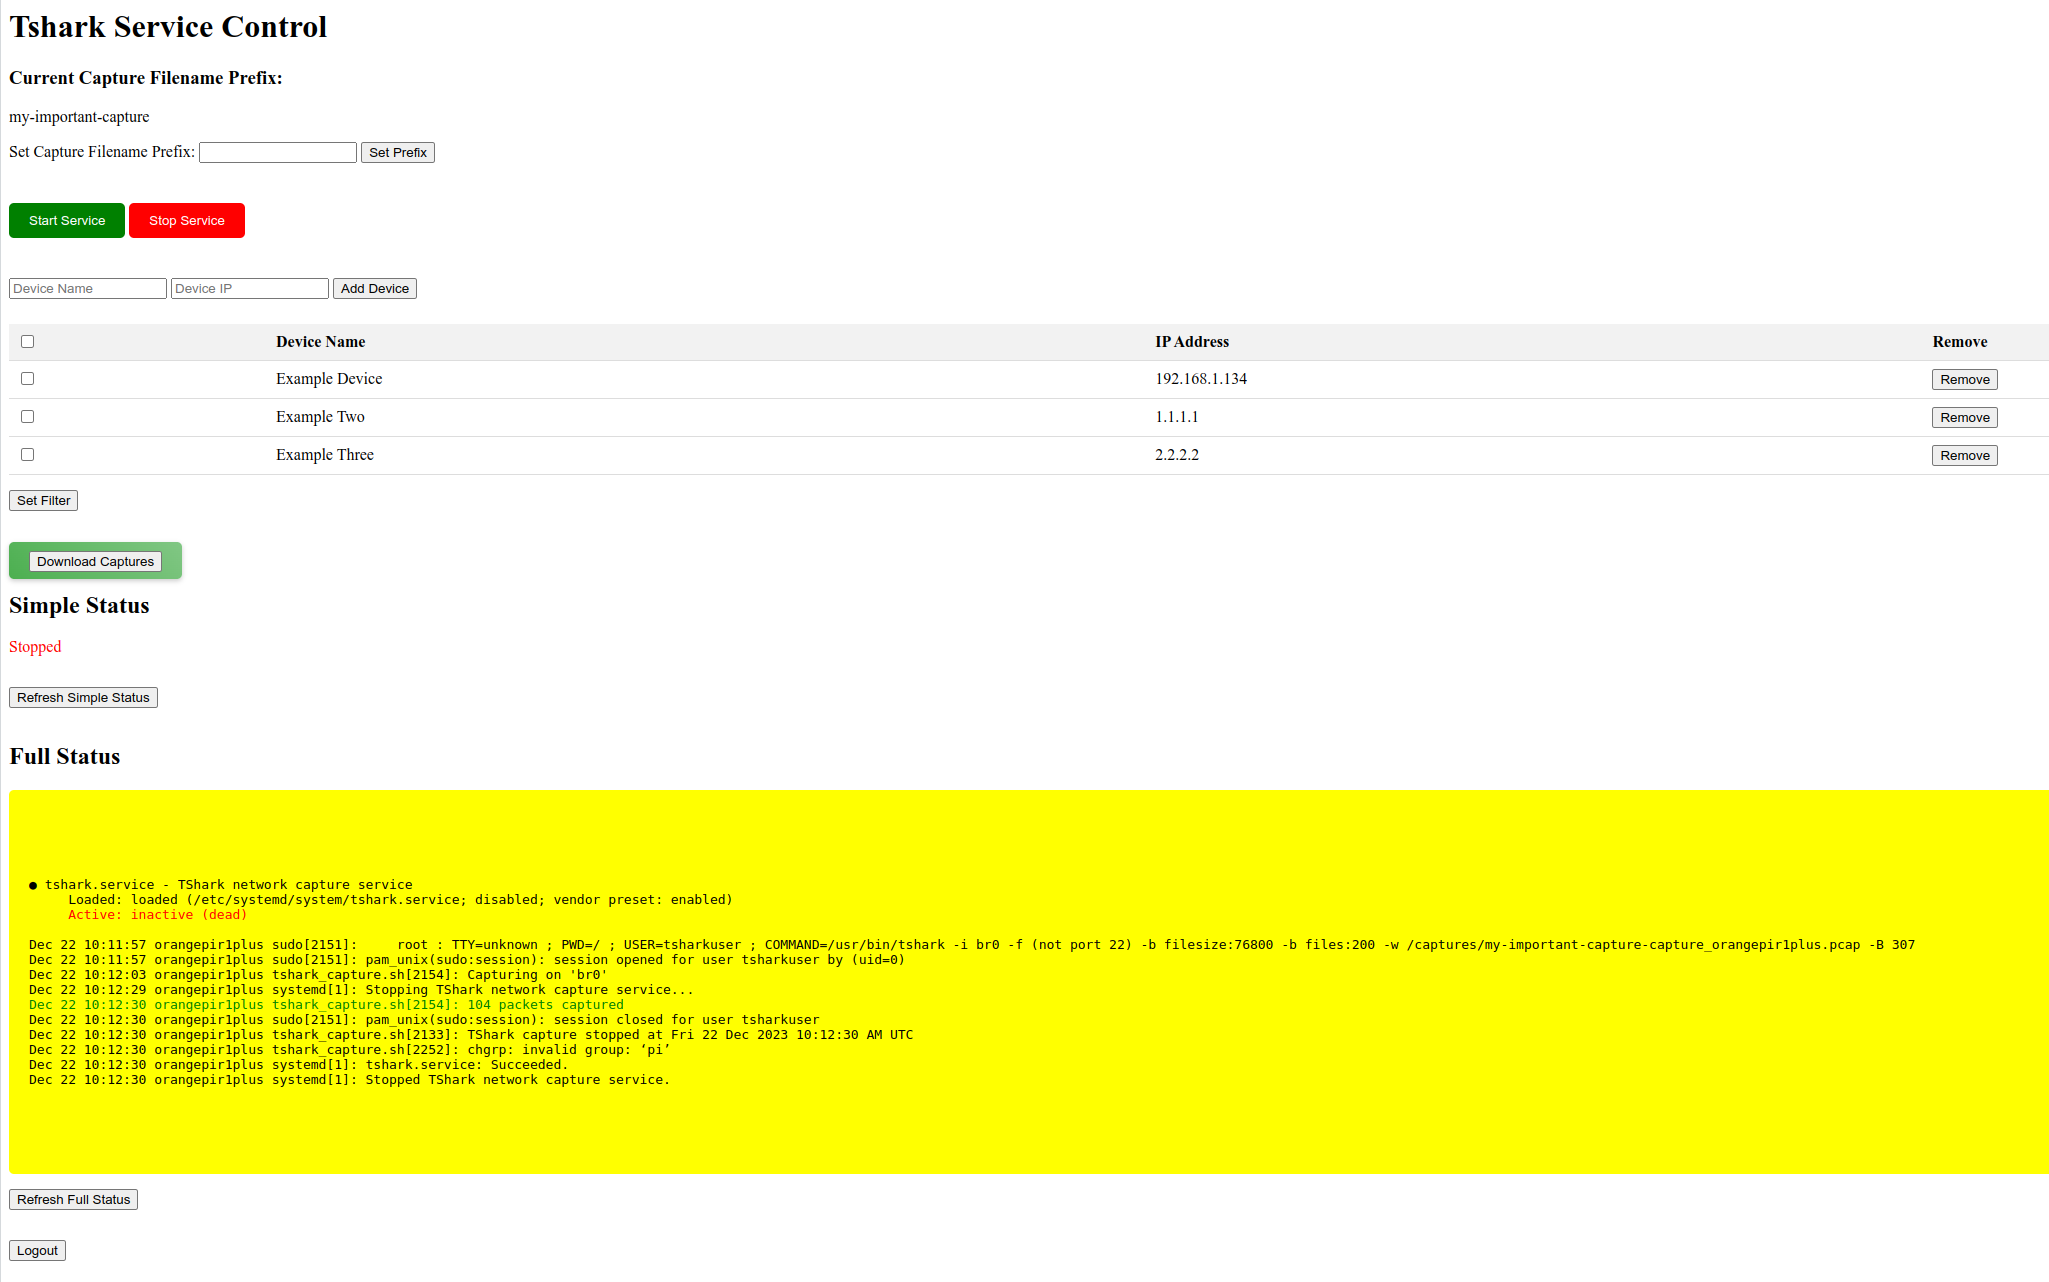 Tshark Service Control
Current Capture Filename Prefix:
my-important-capture
Set Capture Filename Prefix: Set Prefix
Start Service Stop Service
Device Name Device IP Add Device
Device Name IP Address Remove
Example Device 192.168.1.134 Remove
Example Two 1.1.1.1 Remove
Example Three 2.2.2.2 Remove
Set Filter
Download Captures
Simple Status
Stopped
Refresh Simple Status
Full Status
● tshark.service - TShark network capture service
Loaded: loaded (/etc/systemd/system/tshark.service; disabled; vendor preset: enabled)
Active: inactive (dead)
Dec 22 10:11:57 orangepir1plus sudo[2151]:     root : TTY=unknown ; PWD=/ ; USER=tsharkuser ; COMMAND=/usr/bin/tshark -i br0 -f (not port 22) -b filesize:76800 -b files:200 -w /captures/my-important-capture-capture_orangepir1plus.pcap -B 307
Dec 22 10:11:57 orangepir1plus sudo[2151]: pam_unix(sudo:session): session opened for user tsharkuser by (uid=0)
Dec 22 10:12:03 orangepir1plus tshark_capture.sh[2154]: Capturing on 'br0'
Dec 22 10:12:29 orangepir1plus systemd[1]: Stopping TShark network capture service...
Dec 22 10:12:30 orangepir1plus tshark_capture.sh[2154]: 104 packets captured
Dec 22 10:12:30 orangepir1plus sudo[2151]: pam_unix(sudo:session): session closed for user tsharkuser
Dec 22 10:12:30 orangepir1plus tshark_capture.sh[2133]: TShark capture stopped at Fri 22 Dec 2023 10:12:30 AM UTC
Dec 22 10:12:30 orangepir1plus tshark_capture.sh[2252]: chgrp: invalid group: ‘pi’
Dec 22 10:12:30 orangepir1plus systemd[1]: tshark.service: Succeeded.
Dec 22 10:12:30 orangepir1plus systemd[1]: Stopped TShark network capture service.
Refresh Full Status
Logout